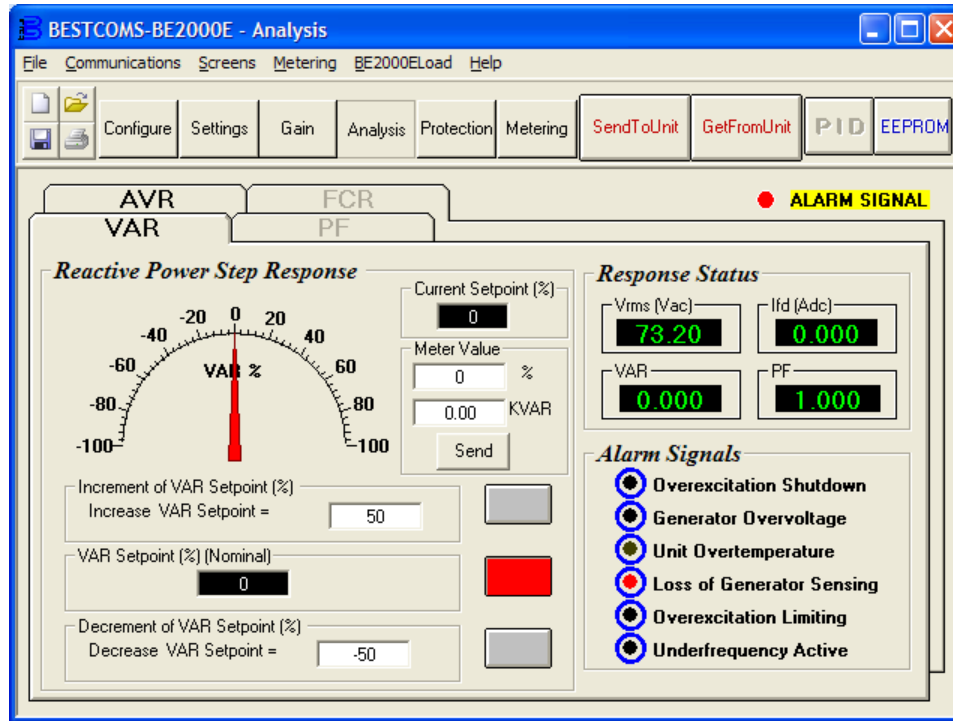 BESTCOMS-BE2000E - Analysis
File Communications Screens Metering BE2000ELoad Help
Configure Settings Gain Analysis Protection Metering SendToUnit GetFromUnit PID EEPROM
AVR FCR
ALARM SIGNAL
VAR PF
Reactive Power Step Response
-100 -80 -60 -40 -20 0 20 40 60 80 100
VAR %
Current Setpoint (%)
0
Meter Value
0 %
0.00 KVAR
Send
Increment of VAR Setpoint (%)
Increase VAR Setpoint = 50
VAR Setpoint (%) (Nominal)
0
Decrement of VAR Setpoint (%)
Decrease VAR Setpoint = -50
Response Status
Vrms (Vac) Ifd (Adc)
73.20 0.000
VAR PF
0.000 1.000
Alarm Signals
Overexcitation Shutdown
Generator Overvoltage
Unit Overtemperature
Loss of Generator Sensing
Overexcitation Limiting
Underfrequency Active